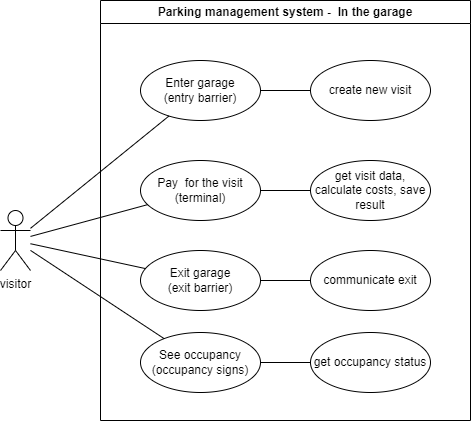 Parking management system -  In the garage
Enter garage
(entry barrier)
create new visit
Pay  for the visit
(terminal)
get visit data,
calculate costs, save
result
visitor
Exit garage
(exit barrier)
communicate exit
See occupancy
(occupancy signs)
get occupancy status